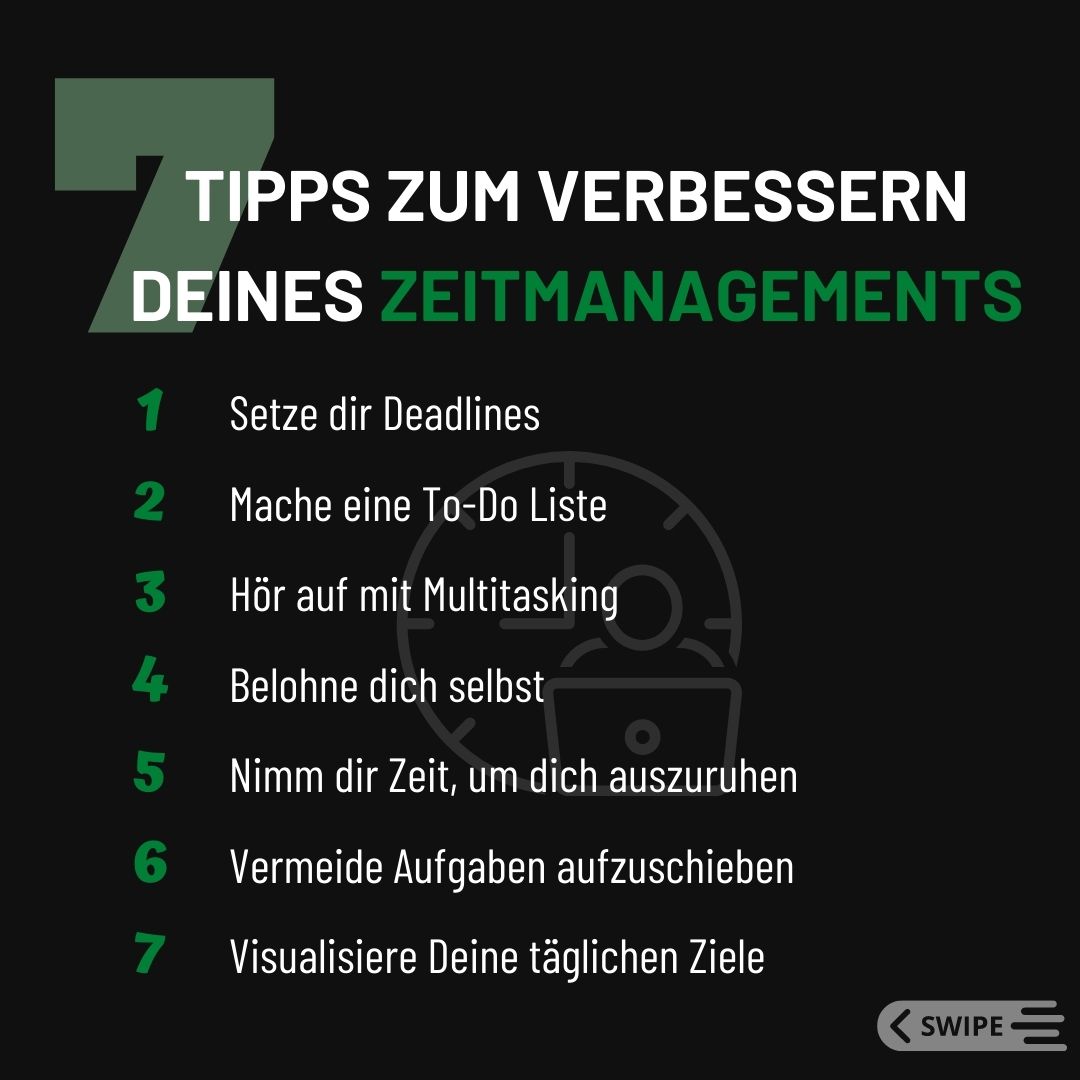 7 TIPPS ZUM VERBESSERN
DEINES ZEITMANAGEMENTS
1 Setze dir Deadlines
2 Mache eine To-Do Liste
3 Hör auf mit Multitasking
4 Belohne dich selbst
5 Nimm dir Zeit, um dich auszuruhen
6 Vermeide Aufgaben aufzuschieben
7 Visualisiere Deine täglichen Ziele
SWIPE